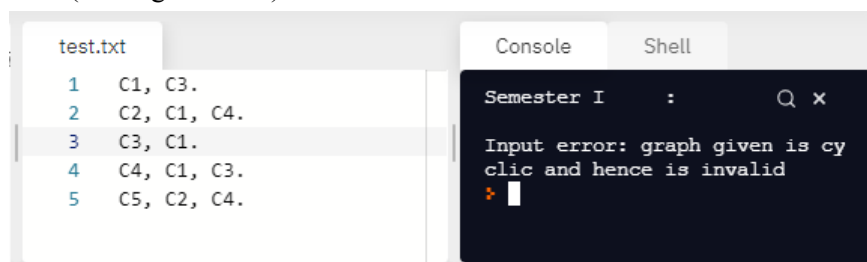 test.txt
1 C1, C3.
2 C2, C1, C4.
3 C3, C1.
4 C4, C1, C3.
5 C5, C2, C4.
Console Shell
Semester I :
Input error: graph given is cy
clic and hence is invalid